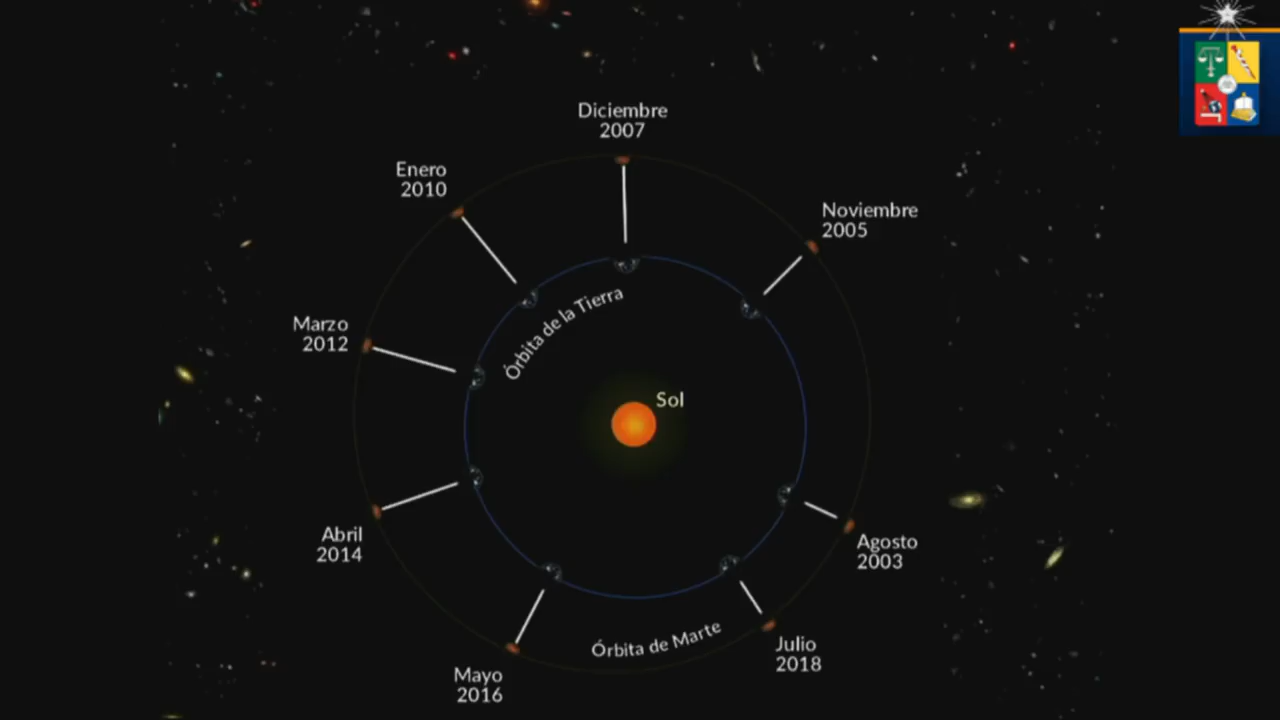 Diciembre
2007
Enero
2010
Noviembre
2005
Órbita de la Tierra
Marzo
2012
Sol
Abril
2014
Agosto
2003
Órbita de Marte
Julio
2018
Mayo
2016